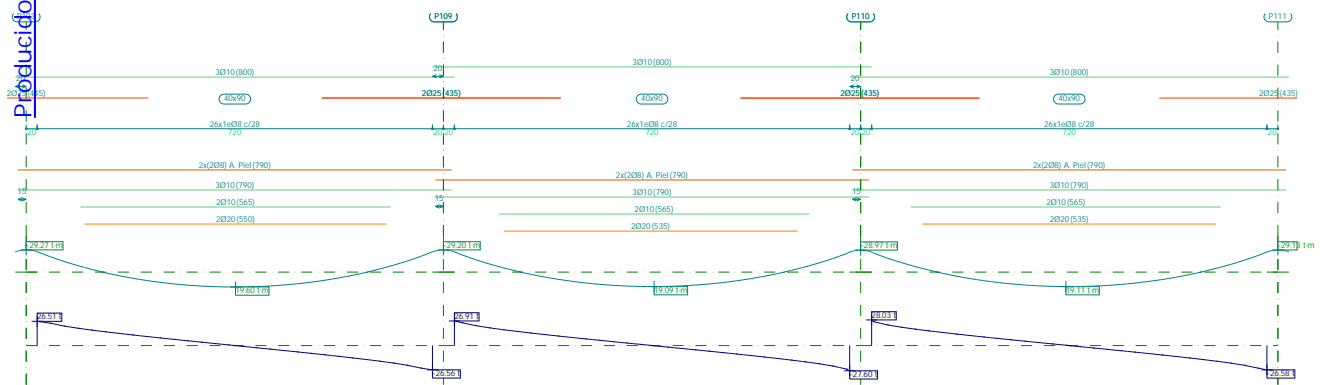 Producido
P109
P110
P111
20
3Ø10(800)
3Ø10(800)
20
3Ø10(800)
2Ø25(435)
40x90
2Ø25(435)
40x90
2Ø25(435)
40x90
2Ø25(435)
20
26x1eØ8 c/28
720
20
20
26x1eØ8 c/28
720
20
20
26x1eØ8 c/28
720
20
2x(2Ø8) A. Piel(790)
2x(2Ø8) A. Piel(790)
2x(2Ø8) A. Piel(790)
15
3Ø10(790)
15
3Ø10(790)
15
3Ø10(790)
2Ø10(565)
2Ø10(565)
2Ø10(565)
2Ø20(550)
2Ø20(535)
2Ø20(535)
-29.27 t·m
-29.20 t·m
-28.97 t·m
-29.13 t·m
19.60 t·m
19.09 t·m
19.11 t·m
26.51 t
26.91 t
28.03 t
-26.56 t
-27.60 t
-26.58 t